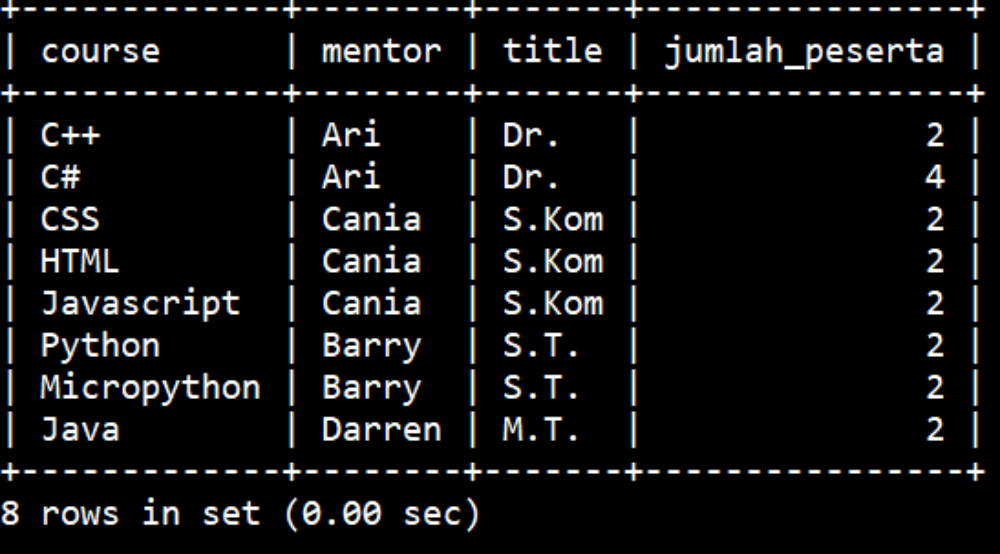 +-------------+--------+-------+----------------+
| course      | mentor | title | jumlah_peserta |
+-------------+--------+-------+----------------+
| C++         | Ari    | Dr.   |              2 |
| C#          | Ari    | Dr.   |              4 |
| CSS         | Cania  | S.Kom |              2 |
| HTML        | Cania  | S.Kom |              2 |
| Javascript  | Cania  | S.Kom |              2 |
| Python      | Barry  | S.T.  |              2 |
| Micropython | Barry  | S.T.  |              2 |
| Java        | Darren | M.T.  |              2 |
+-------------+--------+-------+----------------+
8 rows in set (0.00 sec)